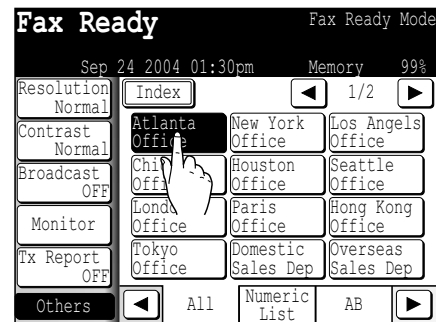 Fax Ready
Fax Ready Mode
Sep 24 2004 01:30pm Memory 99%
Resolution
Normal
Index
1/2
Contrast
Normal
Atlanta
Office
New York
Office
Los Angels
Office
Broadcast
OFF
Houston
Office
Seattle
Office
Monitor
Paris
Office
Hong Kong
Office
Tx Report
OFF
Tokyo
Office
Domestic
Sales Dep
Overseas
Sales Dep
Others
All
Numeric
List
AB